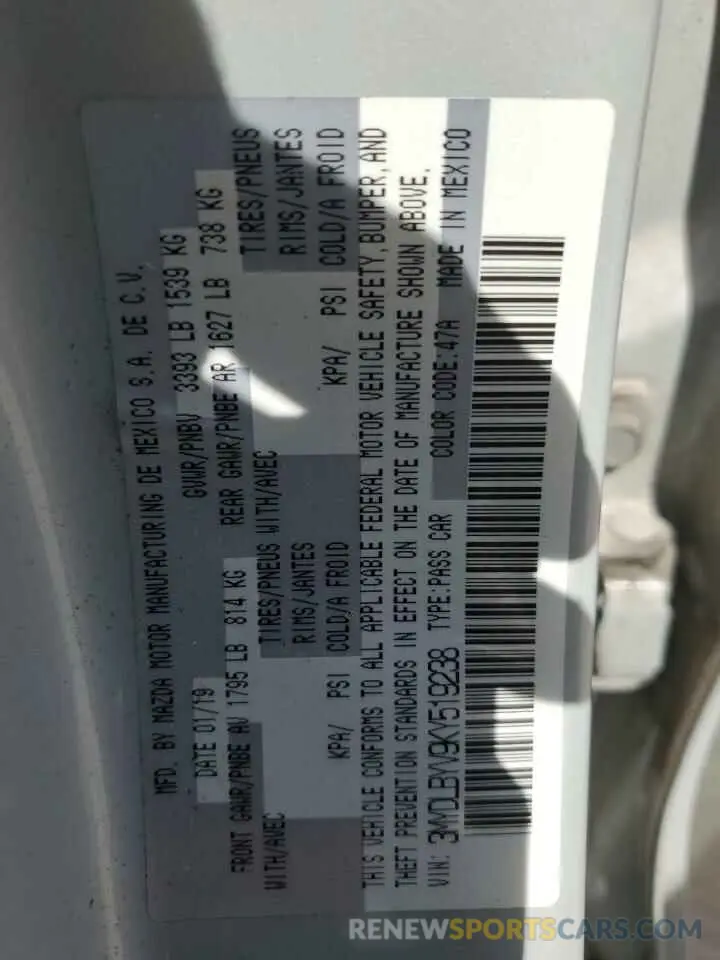 MFD. BY MAZDA MOTOR MANUFACTURING DE MEXICO S.A. DE C.V.
DATE 01/19 GVWR/PNBV 3393 LB 1539 KG
FRONT GAWR/PNBE AV 1795 LB 814 KG REAR GAWR/PNBE AR 1627 LB 738 KG
WITH/AVEC TIRES/PNEUS WITH/AVEC TIRES/PNEUS
RIMS/JANTES RIMS/JANTES
KPA/ PSI COLD/A FROID KPA/ PSI COLD/A FROID
THIS VEHICLE CONFORMS TO ALL APPLICABLE FEDERAL MOTOR VEHICLE SAFETY, BUMPER, AND
THEFT PREVENTION STANDARDS IN EFFECT ON THE DATE OF MANUFACTURE SHOWN ABOVE.
VIN: 3MVDLBYV9KY519238 TYPE:PASS CAR COLOR CODE:47A MADE IN MEXICO
RENEWSPORTSCARS.COM